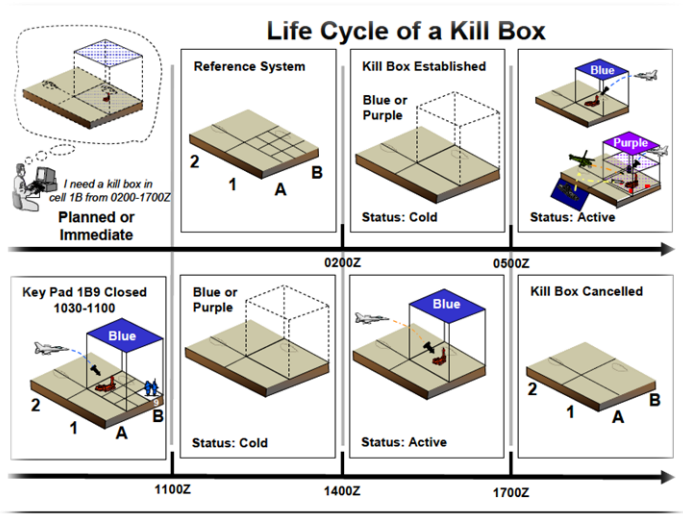 Life Cycle of a Kill Box
I need a kill box in
cell 1B from 0200-1700Z
Planned or
Immediate
Reference System
2
1
A
B
Kill Box Established
Blue or
Purple
Status: Cold
Blue
Purple
Status: Active
0200Z
0500Z
Key Pad 1B9 Closed
1030-1100
Blue
9
2
1
A
B
Blue or
Purple
Status: Cold
Blue
Status: Active
Kill Box Cancelled
2
1
A
B
1100Z
1400Z
1700Z